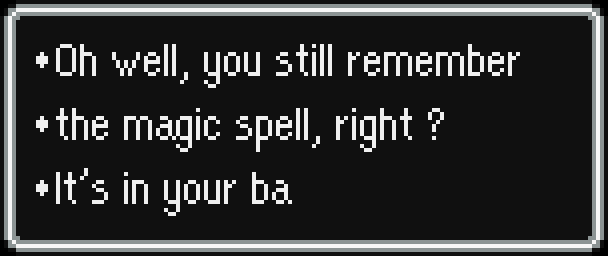 •Oh well, you still remember
•the magic spell, right ?
•It's in your ba